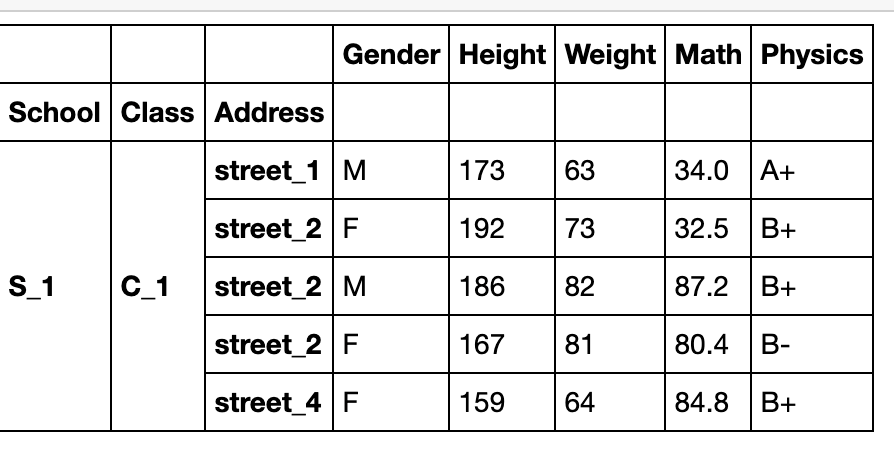 Gender Height Weight Math Physics
School Class Address
street_1 M 173 63 34.0 A+
street_2 F 192 73 32.5 B+
S_1 C_1 street_2 M 186 82 87.2 B+
street_2 F 167 81 80.4 B-
street_4 F 159 64 84.8 B+